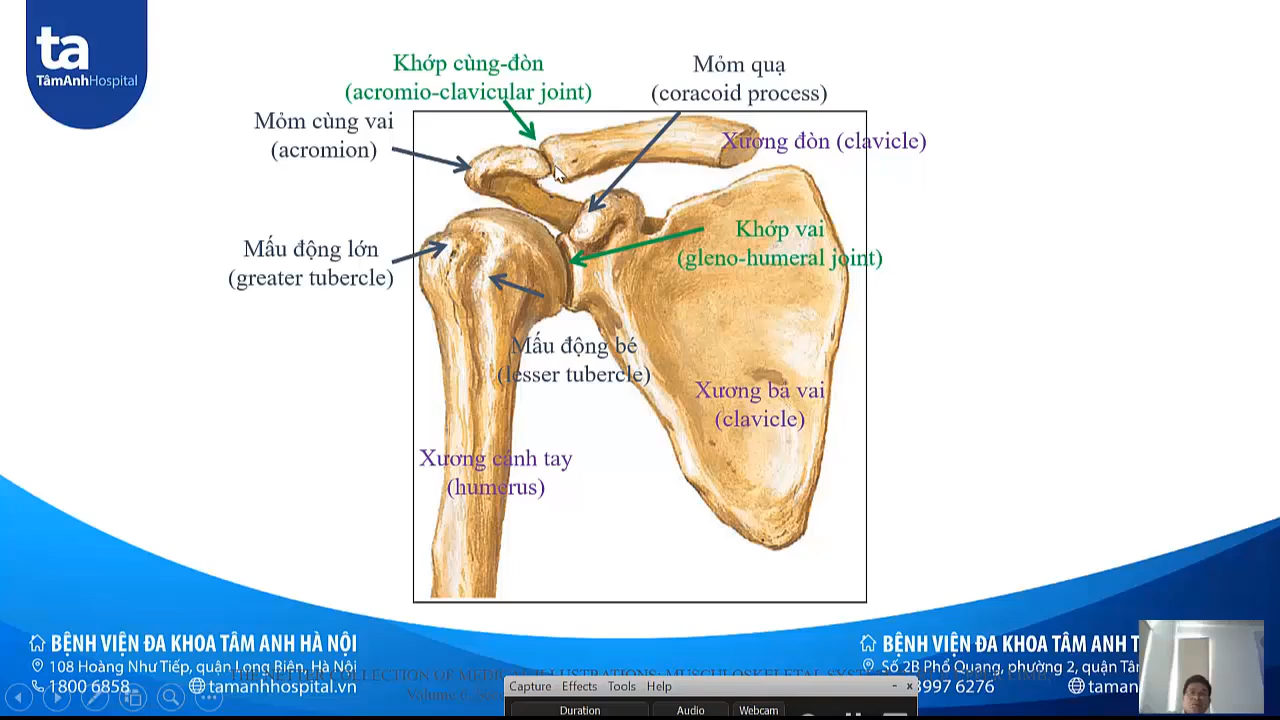 ta
TâmAnhHospital
Khớp cùng-đòn
(acromio-clavicular joint)
Mỏm quạ
(coracoid process)
Mỏm cùng vai
(acromion)
Xương đòn (clavicle)
Mấu động lớn
(greater tubercle)
Khớp vai
(gleno-humeral joint)
Mấu động bé
(lesser tubercle)
Xương bả vai
(clavicle)
Xương cánh tay
(humerus)
BỆNH VIỆN ĐA KHOA TÂM ANH HÀ NỘI
108 Hoàng Như Tiếp, quận Long Biên, Hà Nội
1800 6858 tamanhhospital.vn
BỆNH VIỆN ĐA KHOA TÂM ANH T
Số 2B Phổ Quang, phường 2, quận Tân
3997 6276 taman
THE NETTER COLLECTION OF MEDICAL ILLUSTRATIONS: MUSCULOSKELETAL
Volume 6
Capture Effects Tools Help
Duration Audio Webcam